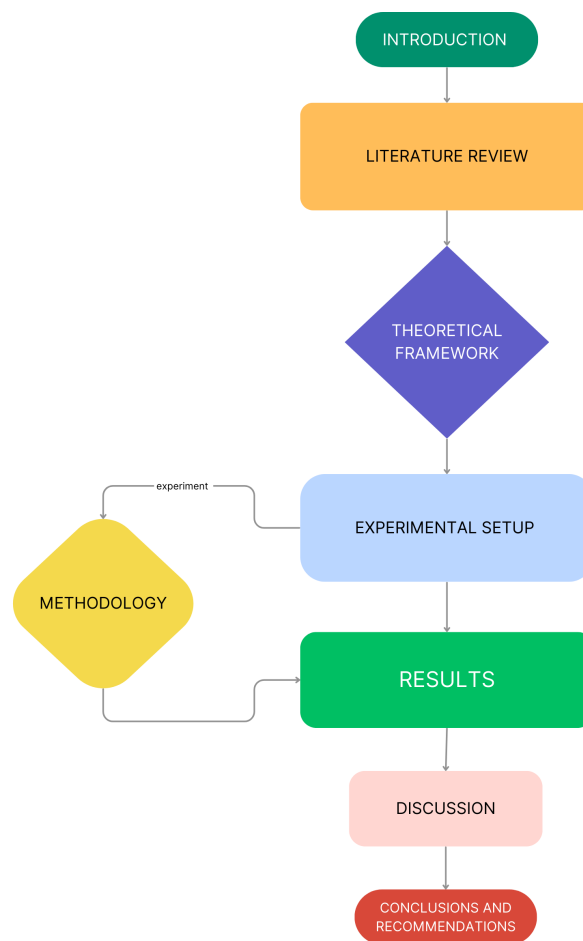 INTRODUCTION
LITERATURE REVIEW
THEORETICAL
FRAMEWORK
experiment
EXPERIMENTAL SETUP
METHODOLOGY
RESULTS
DISCUSSION
CONCLUSIONS AND
RECOMMENDATIONS